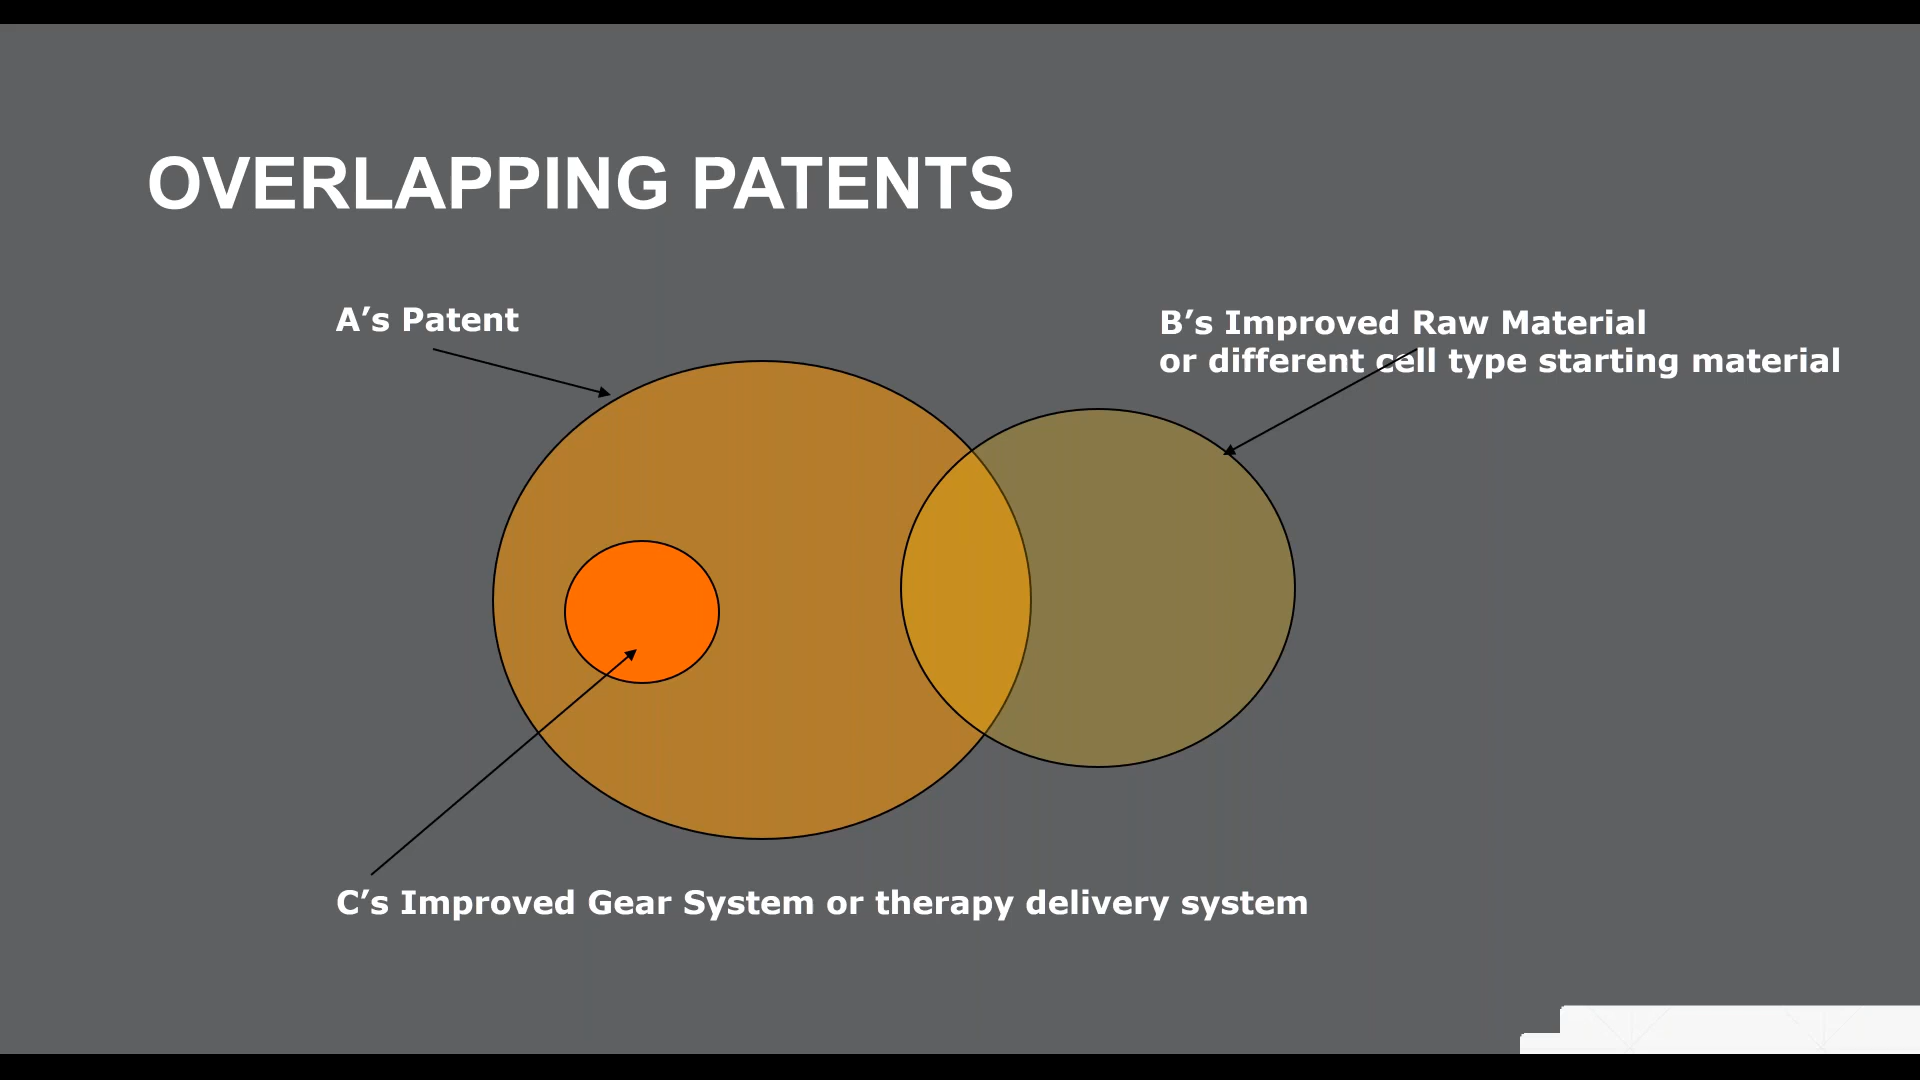 OVERLAPPING PATENTS
A’s Patent
B’s Improved Raw Material
or different cell type starting material
C’s Improved Gear System or therapy delivery system